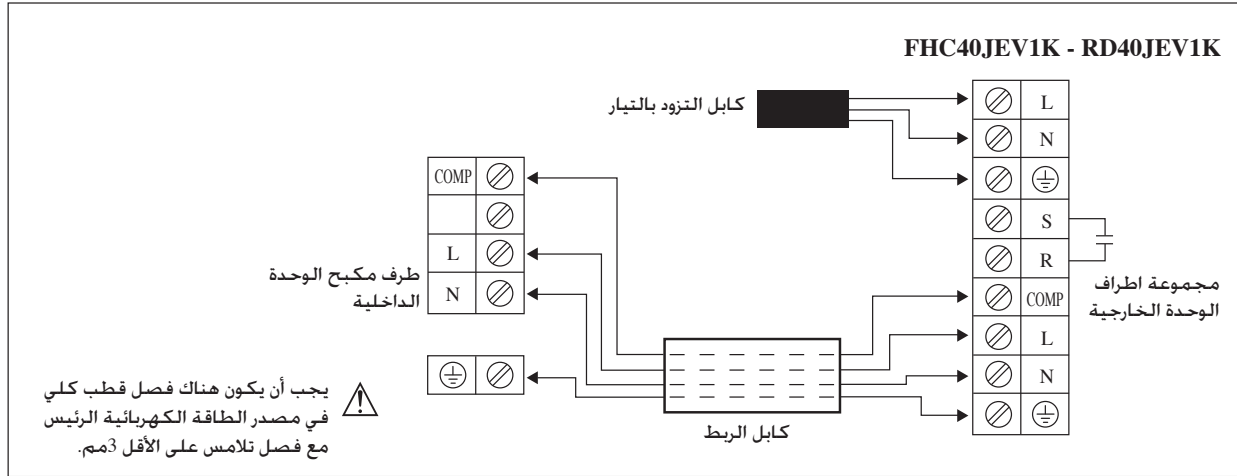 FHC40JEV1K - RD40JEV1K
كابل التزود بالتيار
L
N
S
R
COMP
L
N
مجموعة اطراف
الوحدة الخارجية
COMP
L
N
طرف مكبح الوحدة
الداخلية
كابل الربط
يجب أن يكون هناك فصل قطب كلي
في مصدر الطاقة الكهربائية الرئيس
مع فصل تلامس على الأقل 3مم.